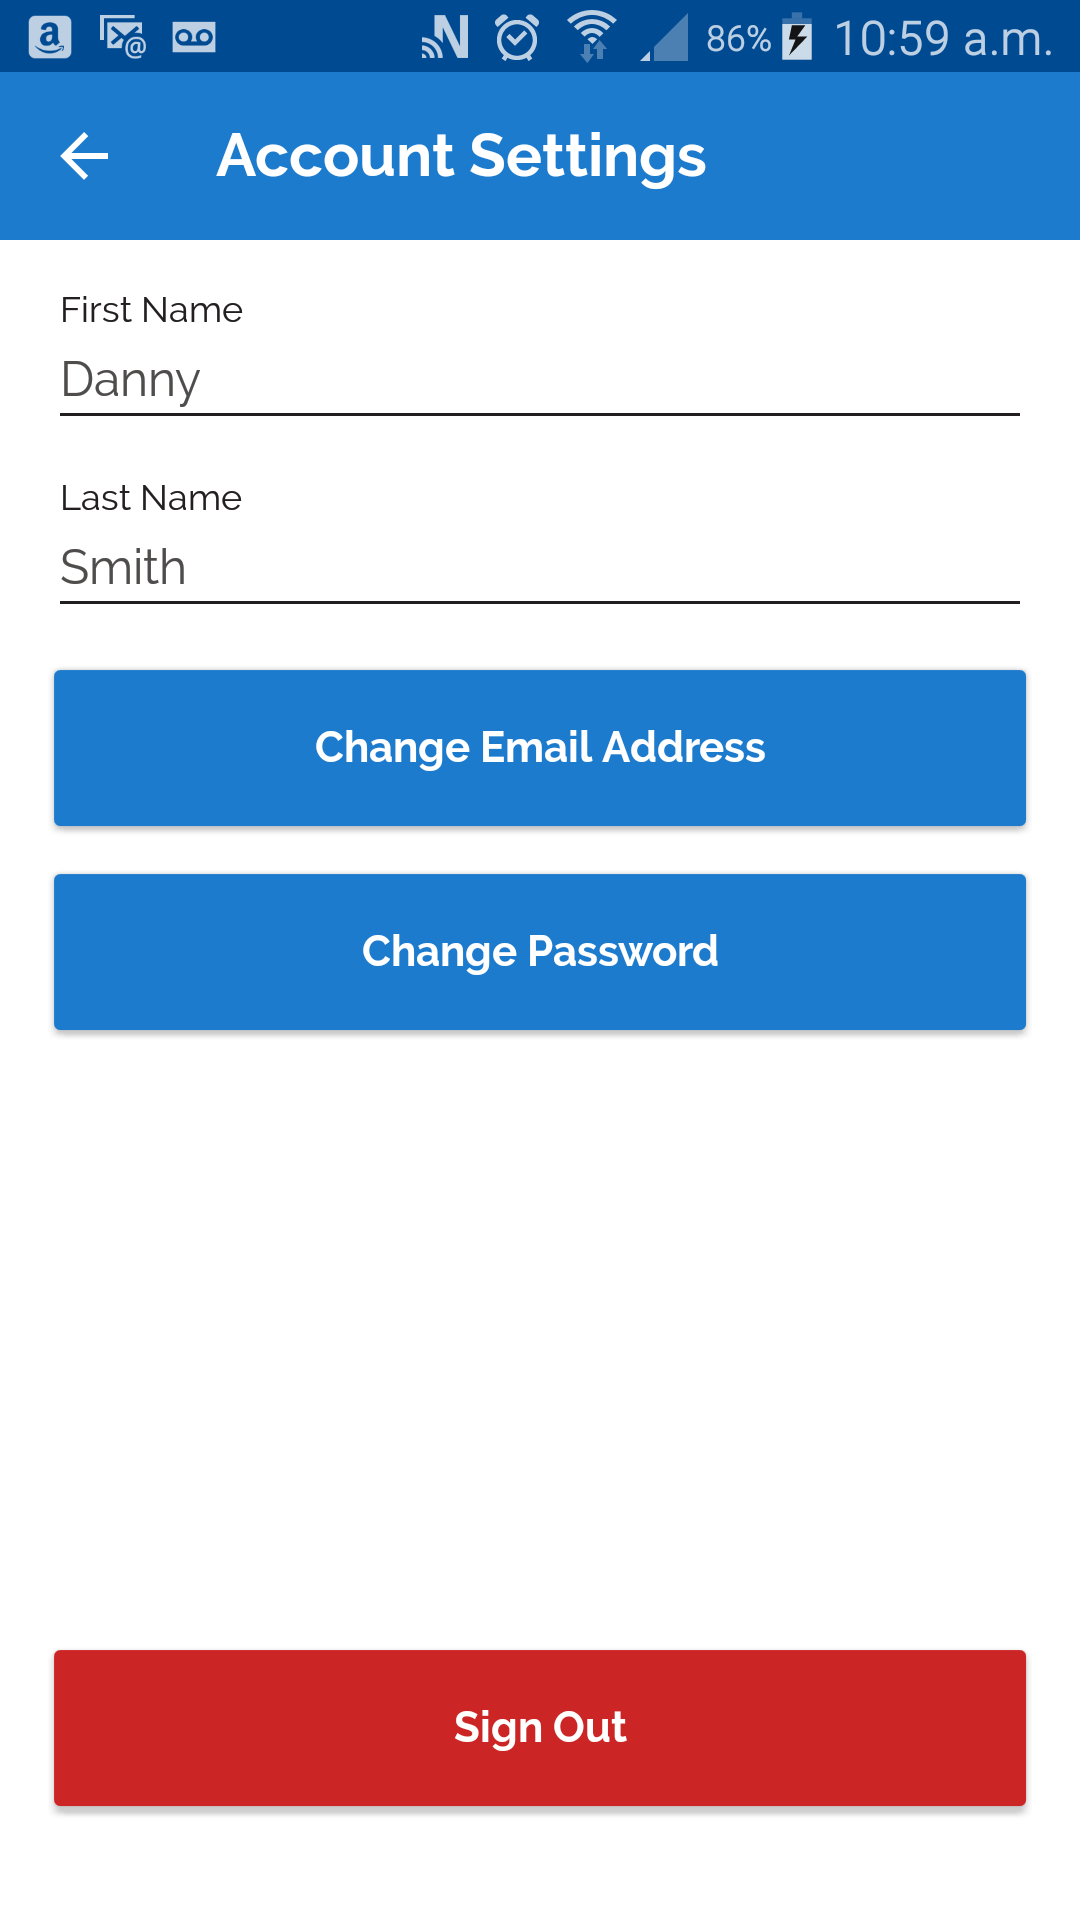 86% 10:59 a.m.
Account Settings
First Name
Danny
Last Name
Smith
Change Email Address
Change Password
Sign Out